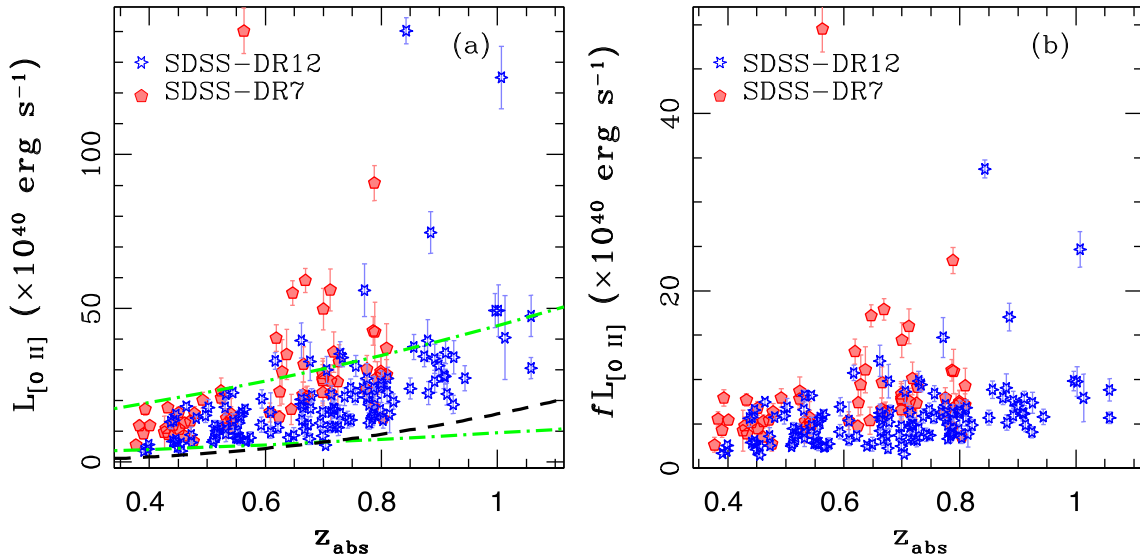 (a)
SDSS-DR12
SDSS-DR7
L[O II] (×10⁴⁰ erg s⁻¹)
100
50
0
0.4 0.6 0.8 1
zabs
(b)
SDSS-DR12
SDSS-DR7
fL[O II] (×10⁴⁰ erg s⁻¹)
40
20
0
0.4 0.6 0.8 1
zabs